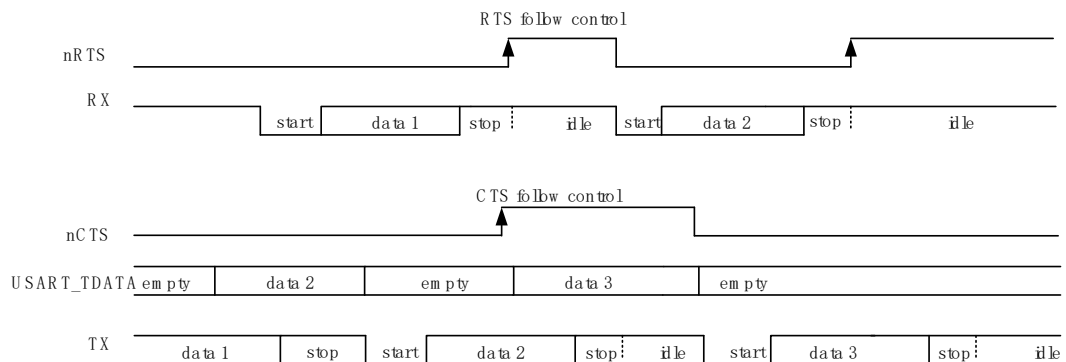 RTS follow control
nRTS
RX
start data 1 stop idle start data 2 stop idle
CTS follow control
nCTS
USART_TDATA empty data 2 empty data 3 empty
TX
data 1 stop start data 2 stop idle start data 3 stop idle